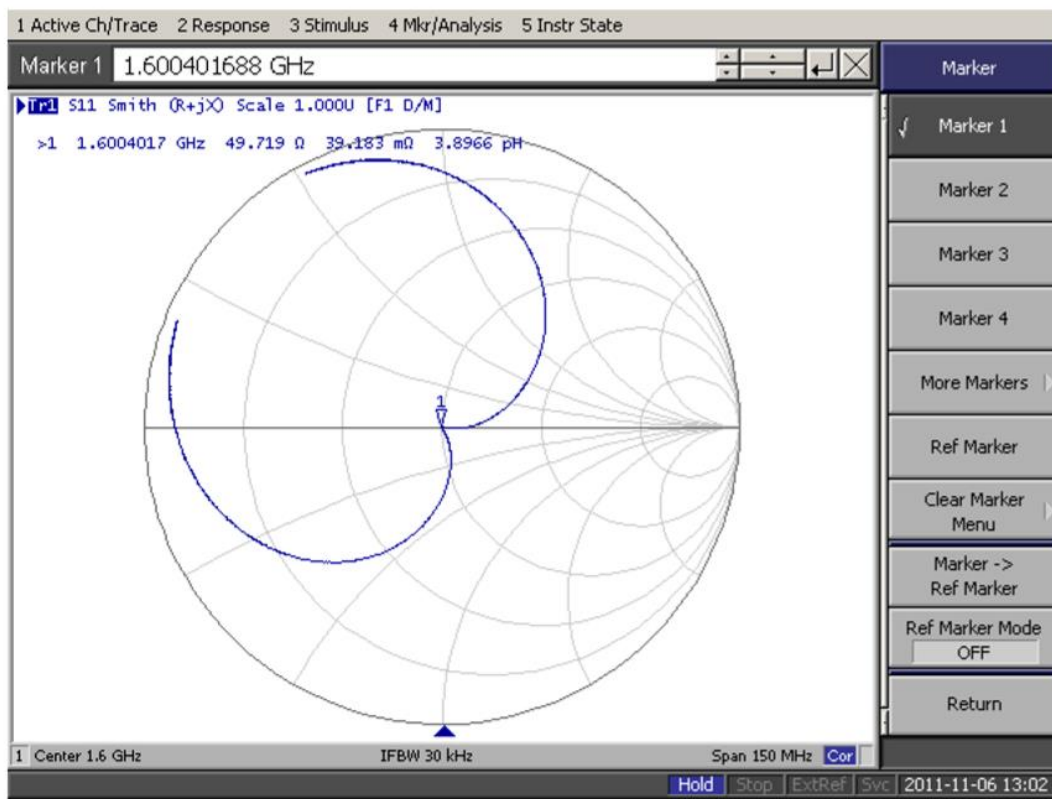 1 Active Ch/Trace 2 Response 3 Stimulus 4 Mkr/Analysis 5 Instr State
Marker 1 1.600401688 GHz
Marker
Tr1 S11 Smith (R+jX) Scale 1.000U [F1 D/M]
>1 1.6004017 GHz 49.719 Ω 39.183 mΩ 3.8966 pH
1
Marker 1
Marker 2
Marker 3
Marker 4
More Markers
Ref Marker
Clear Marker
Menu
Marker ->
Ref Marker
Ref Marker Mode
OFF
Return
1 Center 1.6 GHz IFBW 30 kHz Span 150 MHz Cor
Hold Stop ExtRef Svc 2011-11-06 13:02